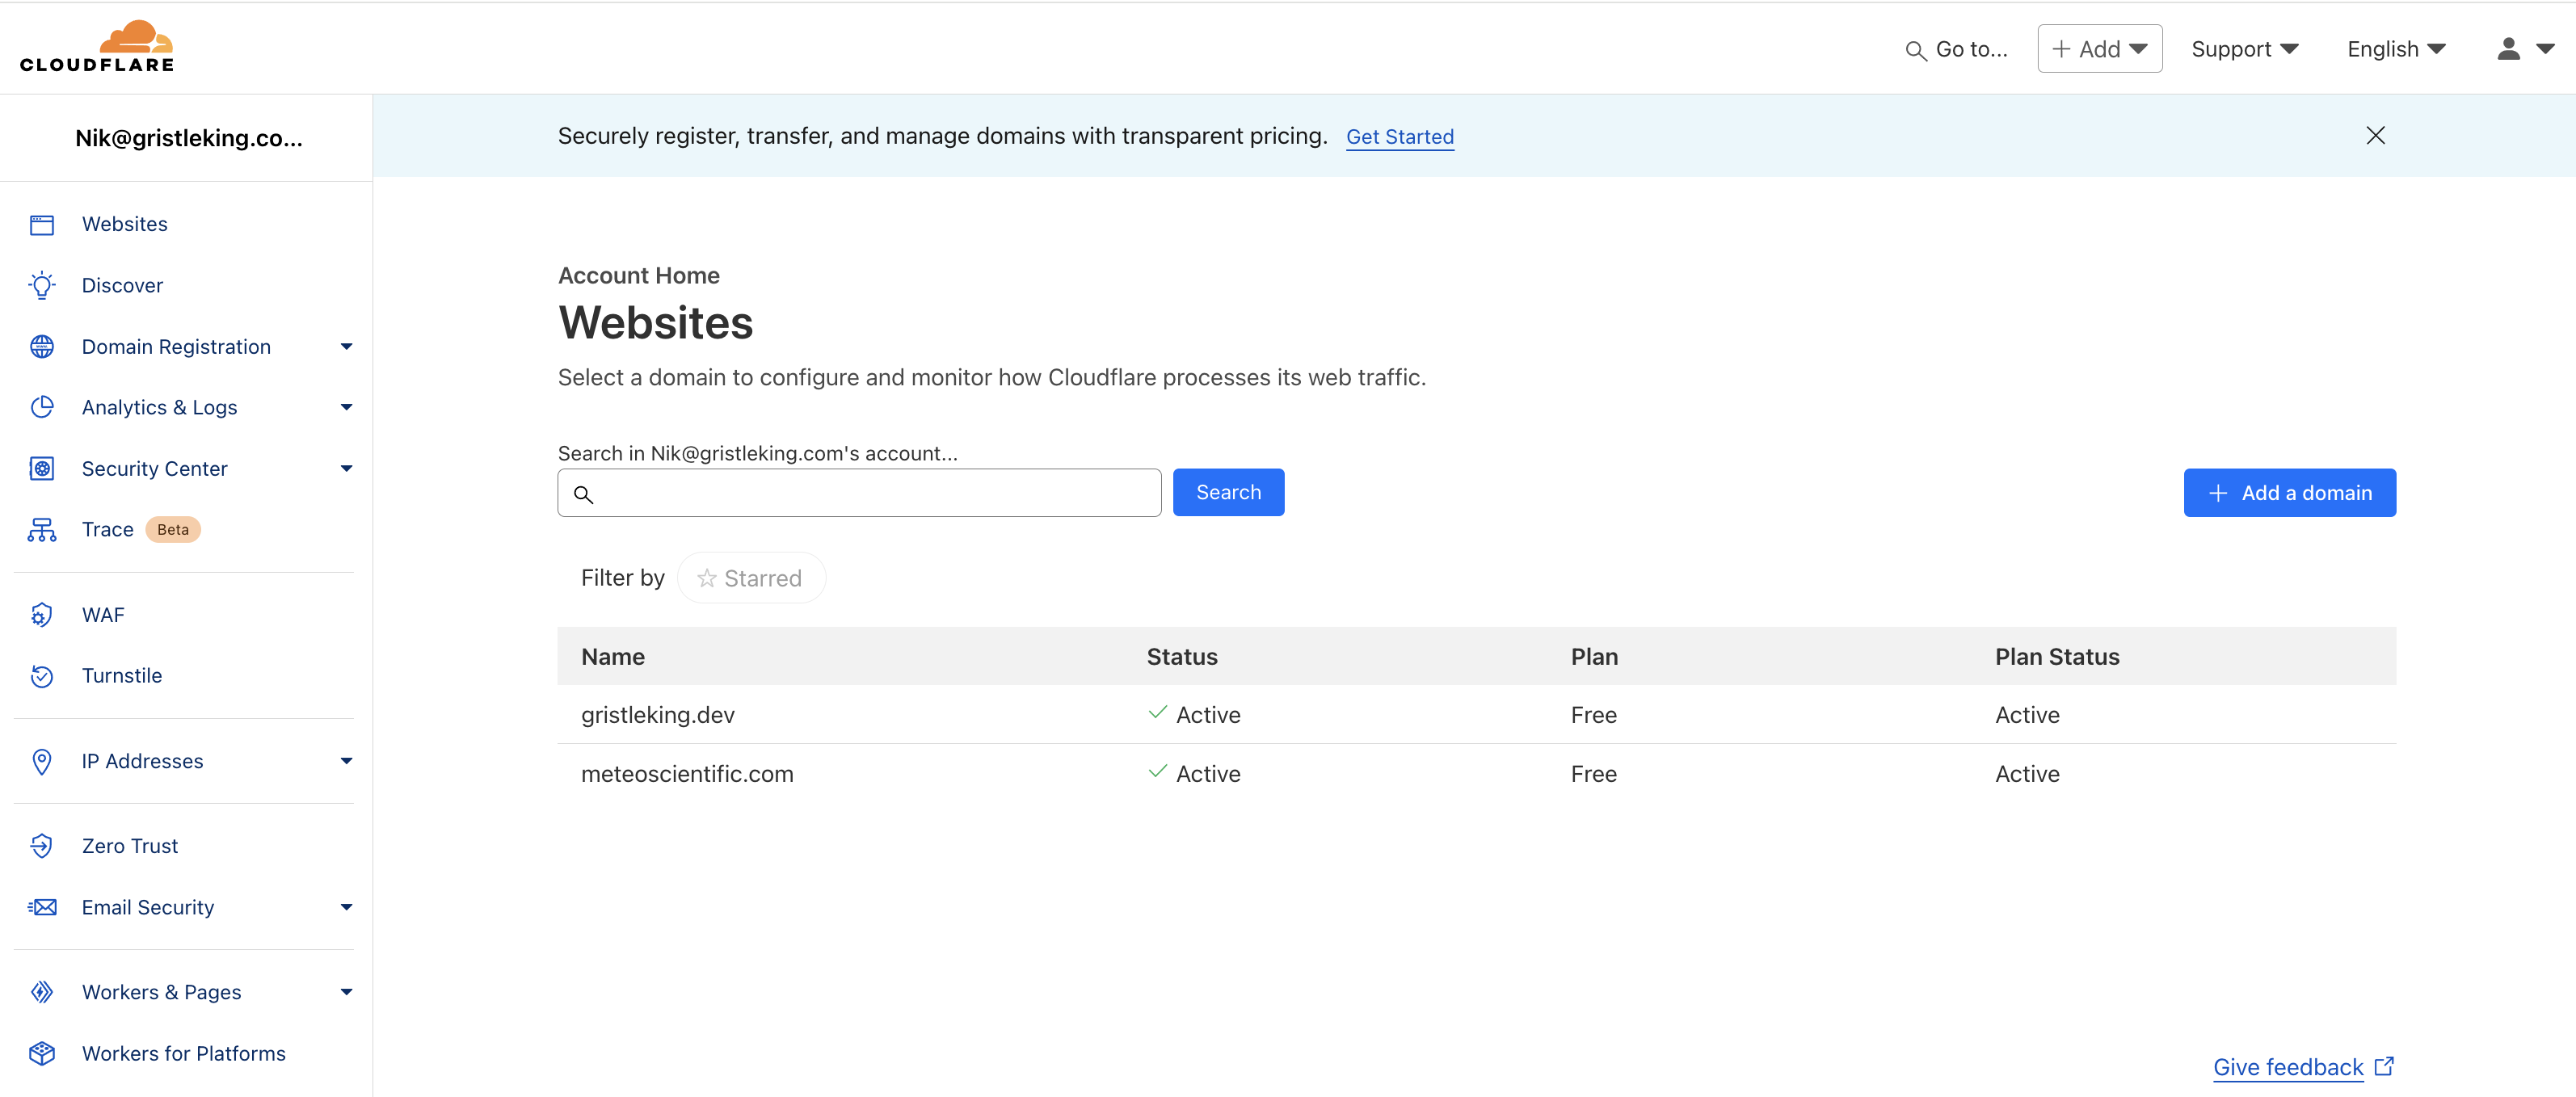 CLOUDFLARE
Go to...
Add
Support
English
Nik@gristleking.co...
Securely register, transfer, and manage domains with transparent pricing. Get Started
Websites
Discover
Domain Registration
Analytics & Logs
Security Center
Trace Beta
WAF
Turnstile
IP Addresses
Zero Trust
Email Security
Workers & Pages
Workers for Platforms
Account Home
Websites
Select a domain to configure and monitor how Cloudflare processes its web traffic.
Search in Nik@gristleking.com's account...
Search
+ Add a domain
Filter by Starred
Name Status Plan Plan Status
gristleking.dev Active Free Active
meteoscientific.com Active Free Active
Give feedback